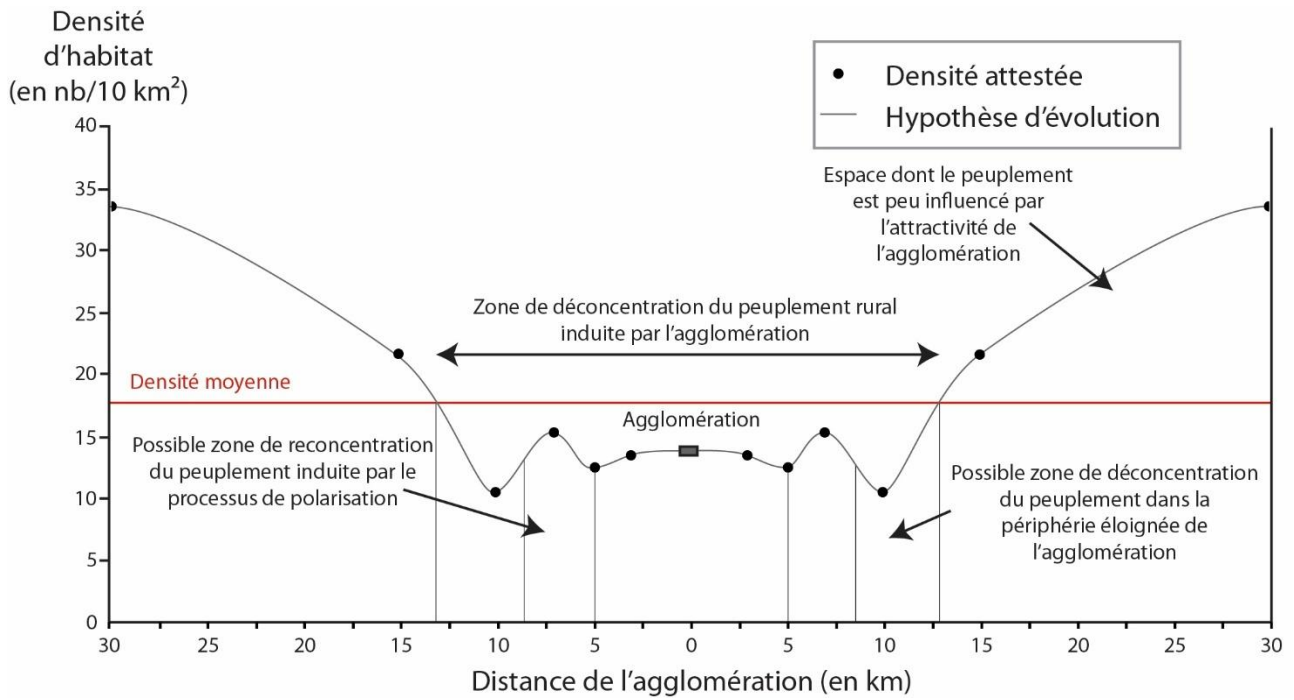 Densité
d'habitat
(en nb/10 km²)
Densité attestée
Hypothèse d'évolution
Espace dont le peuplement
est peu influencé par
l'attractivité de
l'agglomération
Zone de déconcentration du peuplement rural
induite par l'agglomération
Densité moyenne
Agglomération
Possible zone de reconcentration
du peuplement induite par le
processus de polarisation
Possible zone de déconcentration
du peuplement dans la
périphérie éloignée de
l'agglomération
40
35
30
25
20
15
10
5
0
30 25 20 15 10 5 0 5 10 15 20 25 30
Distance de l'agglomération (en km)